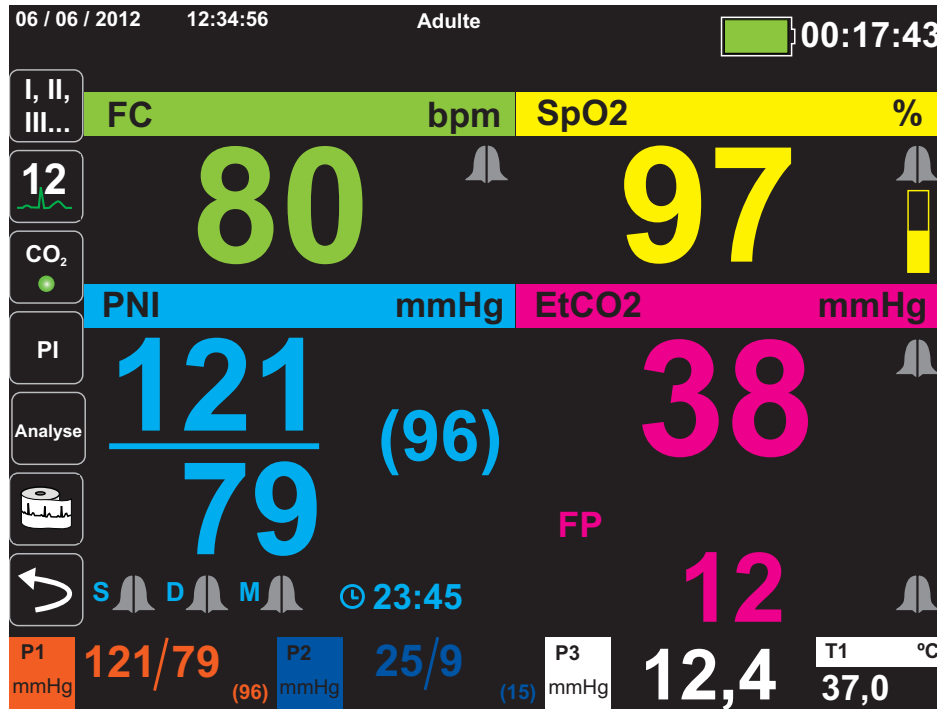 06 / 06 / 2012 12:34:56 Adulte 00:17:43
I, II,
III...
FC bpm
80
SpO2 %
97
12
CO₂
PI
Analyse
PNI mmHg
121
79
(96)
S D M 23:45
EtCO2 mmHg
38
FP
12
P1
mmHg
121/79
(96)
P2
mmHg
25/9
(15)
P3
mmHg
12,4
T1 ºC
37,0